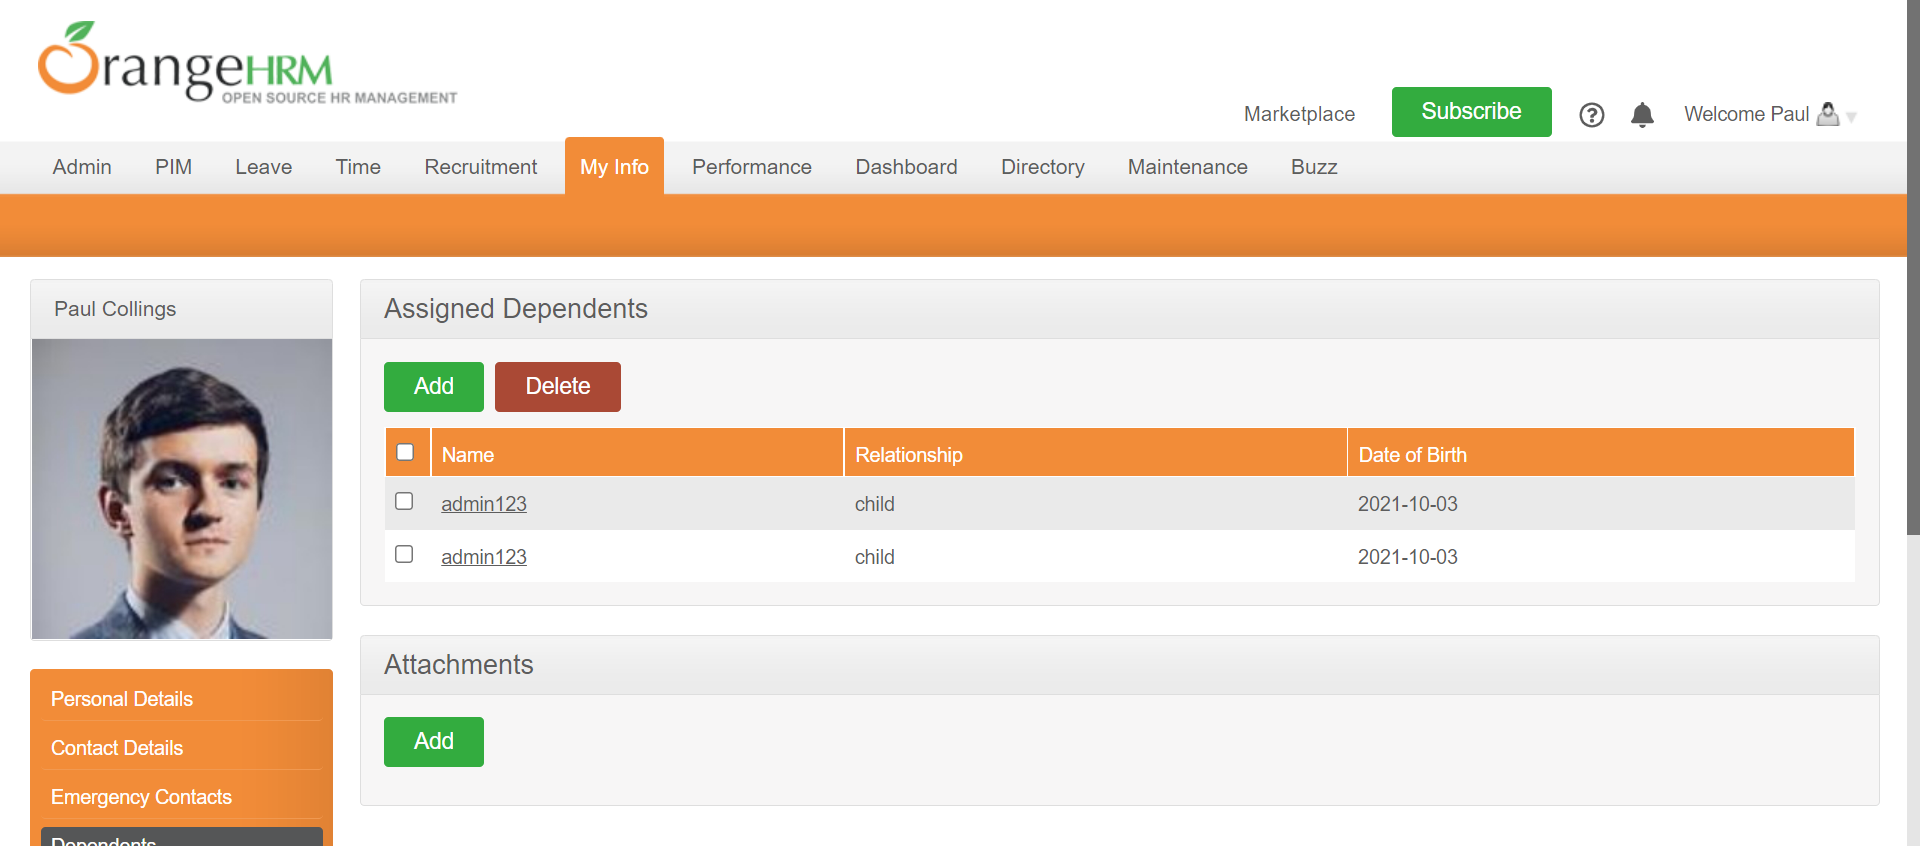 OrangeHRM
OPEN SOURCE HR MANAGEMENT
Marketplace
Subscribe
Welcome Paul
Admin PIM Leave Time Recruitment My Info Performance Dashboard Directory Maintenance Buzz
Paul Collings
Assigned Dependents
Add Delete
Name Relationship Date of Birth
admin123 child 2021-10-03
admin123 child 2021-10-03
Attachments
Add
Personal Details
Contact Details
Emergency Contacts
Dependents